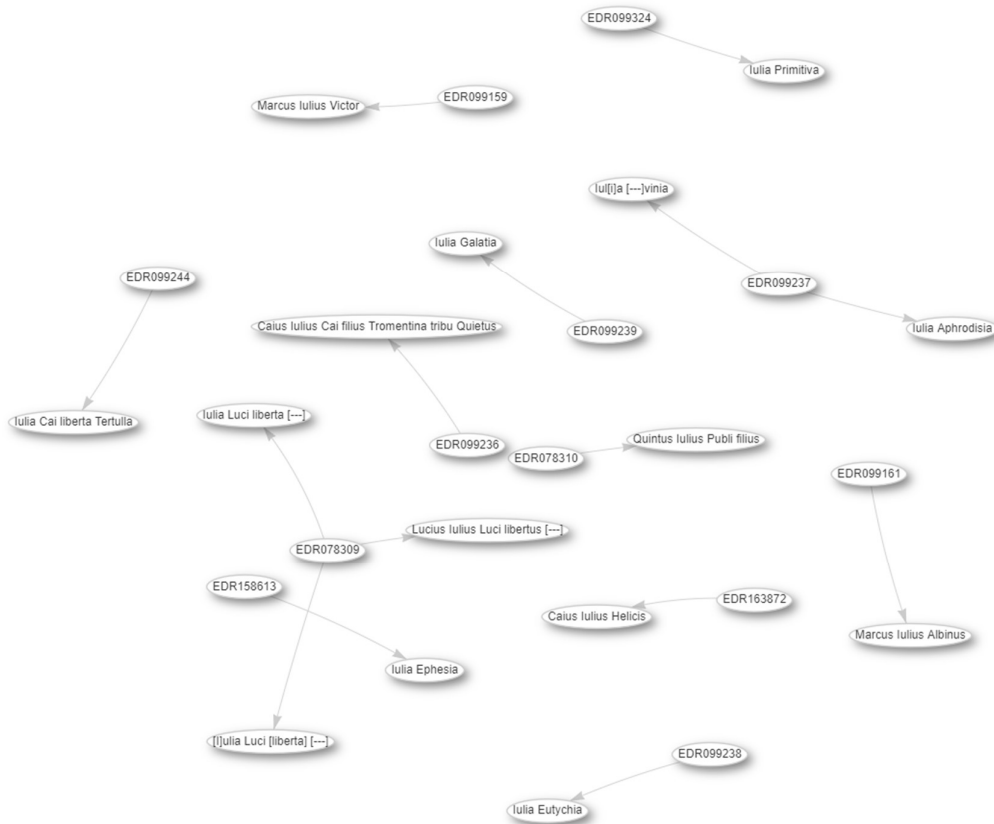 EDR099324
Iulia Primitiva
EDR099159
Marcus Iulius Victor
Iul[i]a [---]vinia
Iulia Galatia
EDR099244
EDR099237
Caius Iulius Cai filius Tromentina tribu Quietus
EDR099239
Iulia Aphrodisia
Iulia Luci liberta [---]
Iulia Cai liberta Tertulla
EDR099236
Quintus Iulius Publi filius
EDR078310
EDR099161
Lucius Iulius Luci libertus [---]
EDR078309
EDR158613
EDR163872
Caius Iulius Helicis
Marcus Iulius Albinus
Iulia Ephesia
[I]ulia Luci [liberta] [---]
EDR099238
Iulia Eutychia